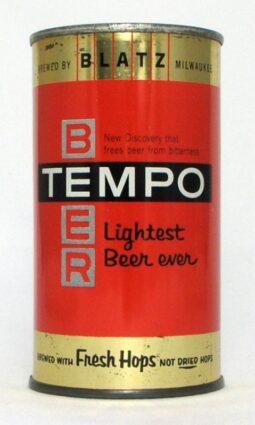 BREWED BY BLATZ MILWAUKEE
New Discovery that
frees beer from bitterness
BEER
TEMPO
Lightest
Beer ever
BREWED WITH Fresh Hops NOT DRIED HOPS